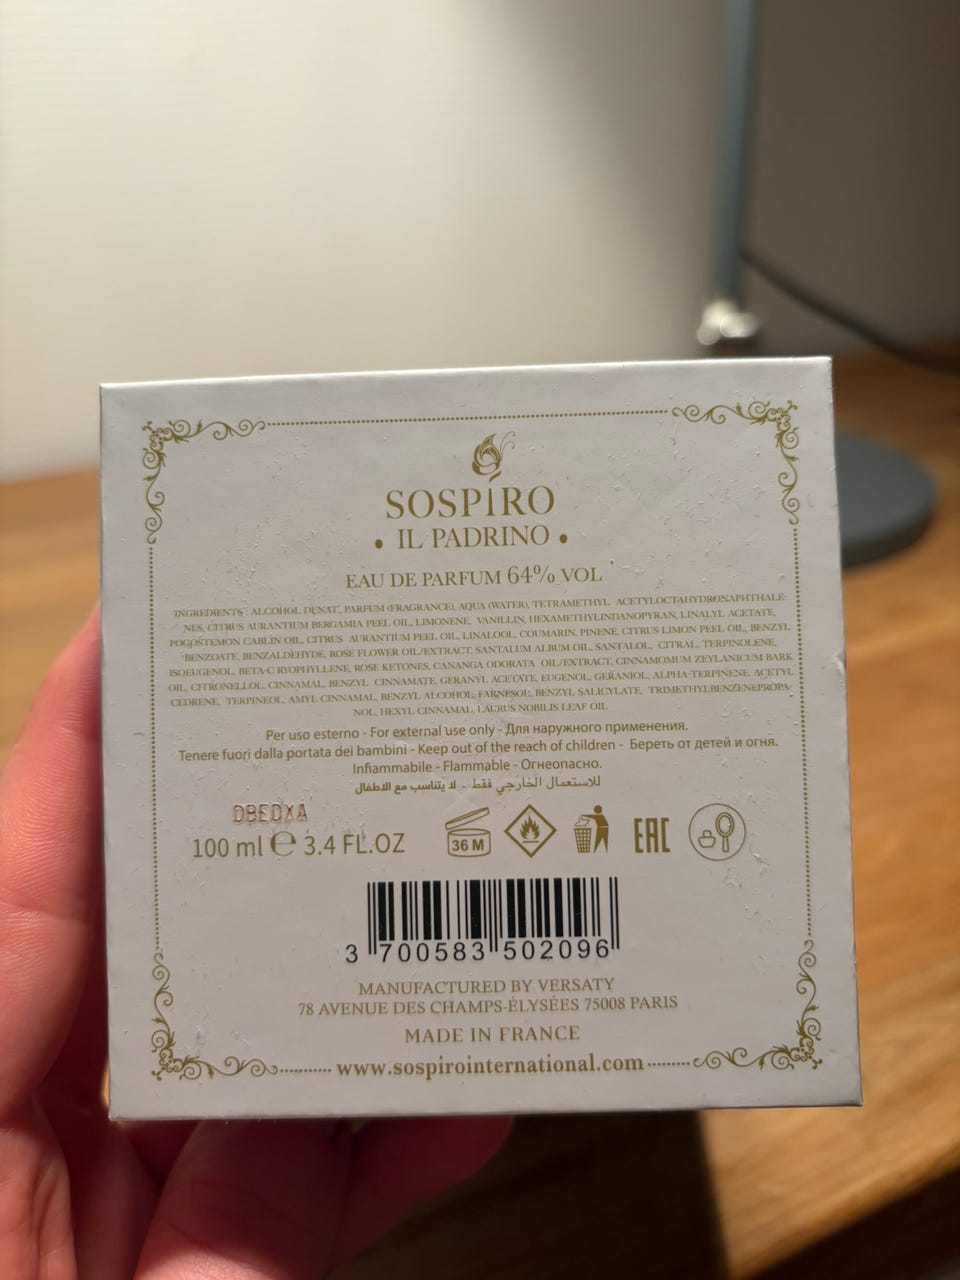 SOSPIRO
• IL PADRINO •
EAU DE PARFUM 64% VOL
INGREDIENTS : ALCOHOL DENAT, PARFUM (FRAGRANCE), AQUA (WATER), TETRAMETHYL ACETYLOCTAHYDRONAPHTHALE-
NES, CITRUS AURANTIUM BERGAMIA PEEL OIL, LIMONENE, VANILLIN, HEXAMETHYLINDANOPYRAN, LINALYL ACETATE,
POGOSTEMON CABLIN OIL, CITRUS AURANTIUM PEEL OIL, LINALOOL, COUMARIN, PINENE, CITRUS LIMON PEEL OIL, BENZYL
BENZOATE, BENZALDEHYDE, ROSE FLOWER OIL/EXTRACT, SANTALUM ALBUM OIL, SANTALOL, CITRAL, TERPINOLENE,
ISOEUGENOL, BETA-C RYOPHYLLENE, ROSE KETONES, CANANGA ODORATA OIL/EXTRACT, CINNAMOMUM ZEYLANICUM BARK
OIL, CITRONELLOL, CINNAMAL, BENZYL CINNAMATE, GERANYL ACETATE, EUGENOL, GERANIOL, ALPHA-TERPINENE, ACETYL
CEDRENE, TERPINEOL, AMYL CINNAMAL, BENZYL ALCOHOL, FARNESOL, BENZYL SALICYLATE, TRIMETHYLBENZENEPROPA-
NOL, HEXYL CINNAMAL, LAURUS NOBILIS LEAF OIL
Per uso esterno - For external use only - Для наружного применения.
Tenere fuori dalla portata dei bambini - Keep out of the reach of children - Береть от детей и огня.
Infiammabile - Flammable - Огнеопасно.
للاستعمال الخارجي فقط - لا يتناسب مع الاطفال
D9EDXA
100 ml ℮ 3.4 FL.OZ
36 M
EAC
3 700583 502096
MANUFACTURED BY VERSATY
78 AVENUE DES CHAMPS-ÉLYSÉES 75008 PARIS
MADE IN FRANCE
www.sospirointernational.com